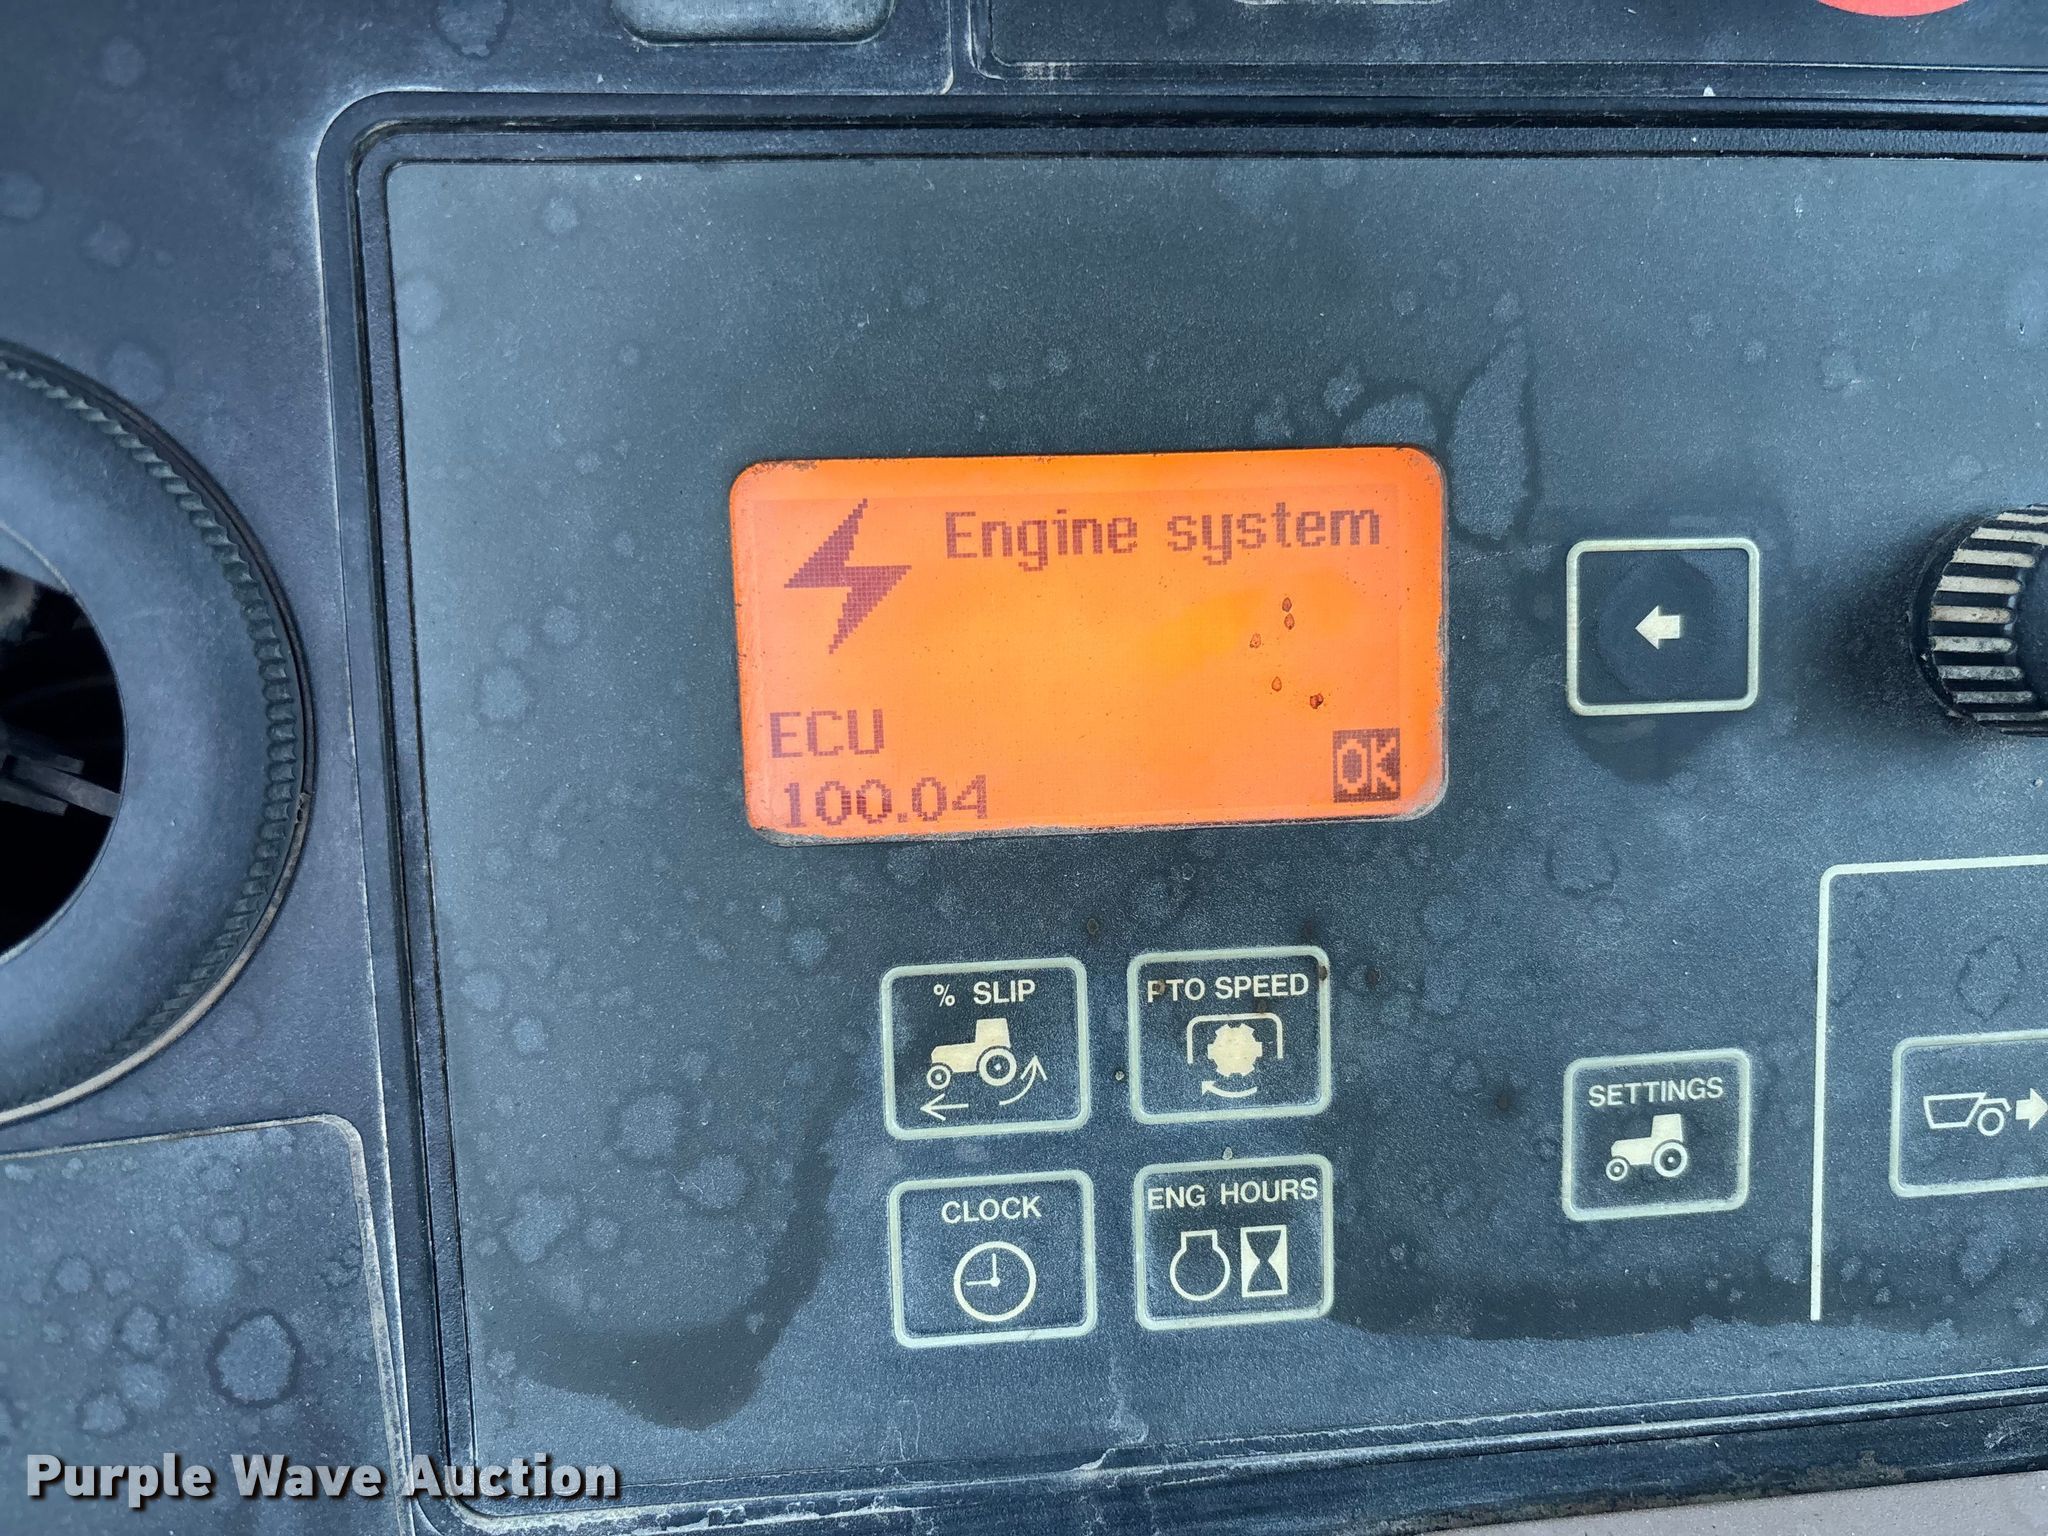 Engine system
ECU
100.04
OK
% SLIP
PTO SPEED
SETTINGS
CLOCK
ENG HOURS
Purple Wave Auction